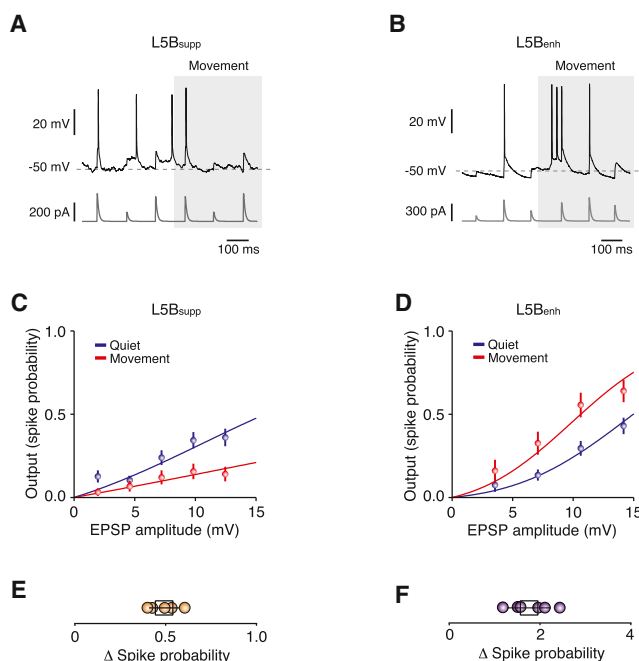 A
L5Bsupp
Movement
20 mV
-50 mV
200 pA
100 ms
B
L5Benh
Movement
20 mV
-50 mV
300 pA
100 ms
C
L5Bsupp
1.0
Quiet
Movement
0.5
0.0
0 5 10 15
Output (spike probability)
EPSP amplitude (mV)
D
L5Benh
1.0
Quiet
Movement
0.5
0.0
0 5 10 15
Output (spike probability)
EPSP amplitude (mV)
E
0 0.5 1.0
Δ Spike probability
F
0 2 4
Δ Spike probability